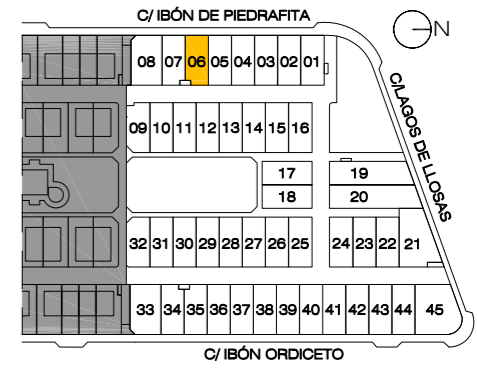 C/ IBÓN DE PIEDRAFITA
N
08 07 06 05 04 03 02 01
C/LAGOS DE LLOSAS
09 10 11 12 13 14 15 16
17 19
18 20
32 31 30 29 28 27 26 25 24 23 22 21
33 34 35 36 37 38 39 40 41 42 43 44 45
C/ IBÓN ORDICETO